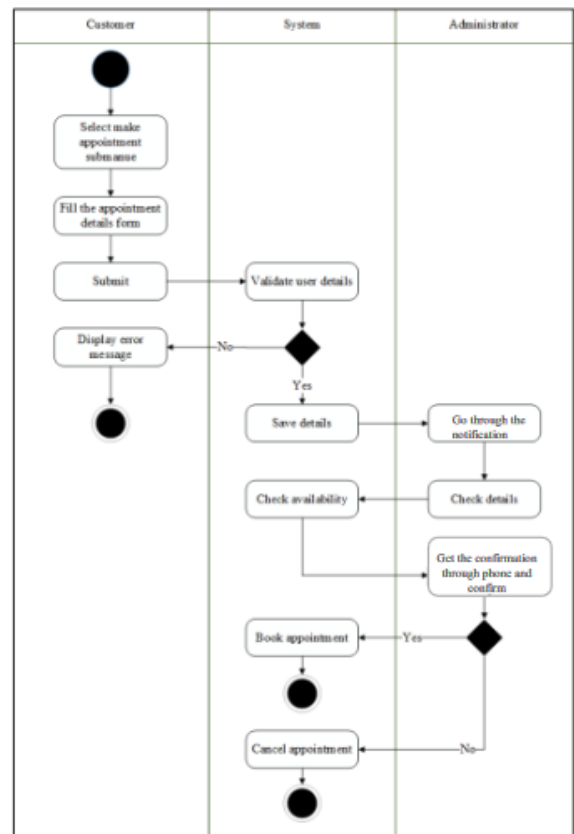 Customer
System
Administrator
Select make
appointment
submanue
Fill the appointment
details form
Submit
Validate user details
Display error
message
No
Yes
Save details
Go through the
notification
Check availability
Check details
Get the confirmation
through phone and
confirm
Book appointment
Yes
Cancel appointment
No